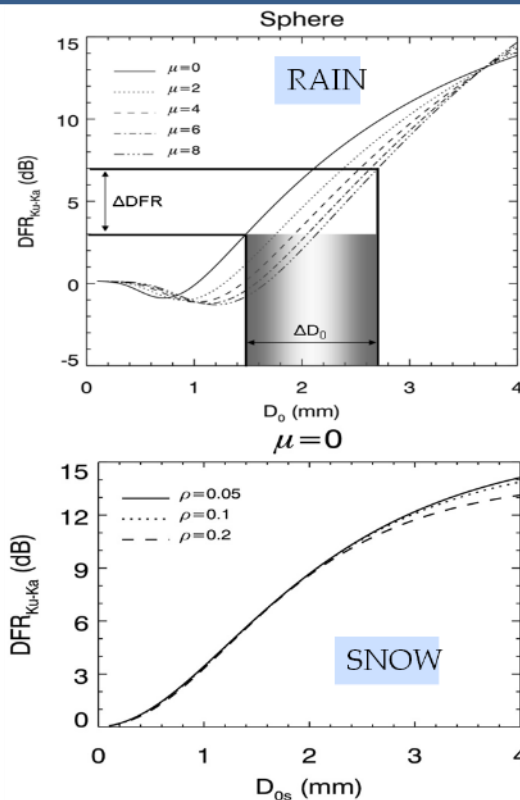 Sphere
15
10
5
0
-5
DFR_Ku-Ka (dB)
μ=0
μ=2
μ=4
μ=6
μ=8
RAIN
ΔDFR
ΔD₀
0 1 2 3 4
D₀ (mm)
μ=0
15
12
9
6
3
0
DFR_Ku-Ka (dB)
ρ=0.05
ρ=0.1
ρ=0.2
SNOW
0 1 2 3 4
D₀ₛ (mm)